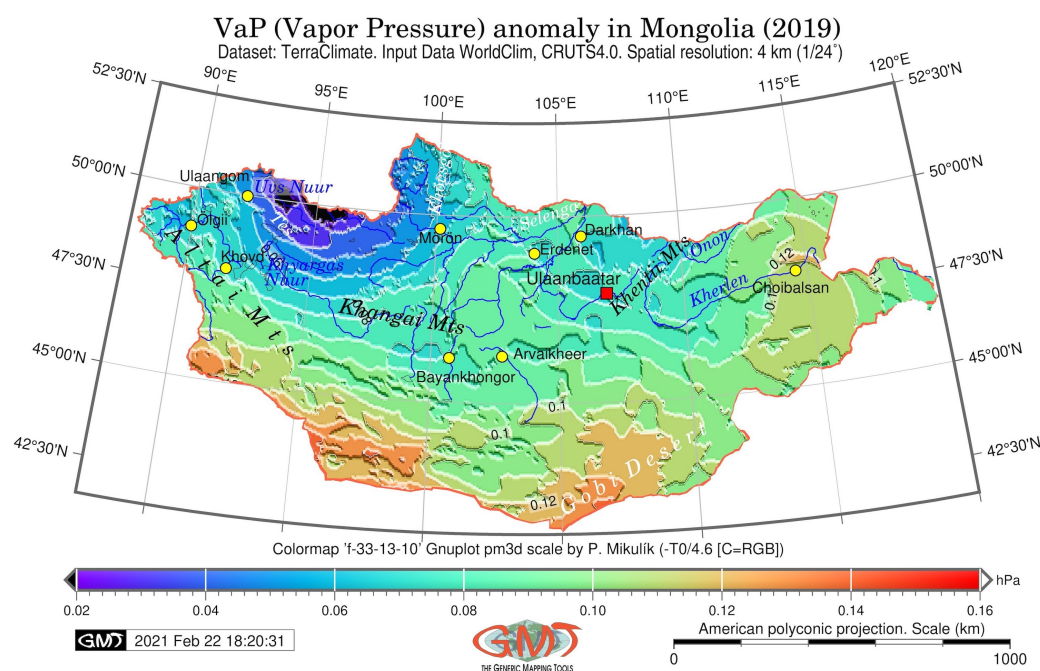 VaP (Vapor Pressure) anomaly in Mongolia (2019)
Dataset: TerraClimate. Input Data WorldClim, CRUTS4.0. Spatial resolution: 4 km (1/24°)
52°30'N
90°E
95°E
100°E
105°E
110°E
115°E
120°E
52°30'N
50°00'N
50°00'N
47°30'N
47°30'N
45°00'N
45°00'N
42°30'N
42°30'N
Ulaangom
Uvs Nuur
Olgii
Khovd
Khyargas
Nuur
Altai Mts
Mörön
Selenge
Darkhan
Erdenet
Ulaanbaatar
Khentii Mts
Onon
Kherlen
0.12
Choibalsan
Khangai Mts
Arvaikheer
Bayankhongor
0.1
0.1
0.12
Gobi Desert
Colormap 'f-33-13-10' Gnuplot pm3d scale by P. Mikulík (-T0/4.6 [C=RGB])
hPa
0.02 0.04 0.06 0.08 0.10 0.12 0.14 0.16
GMT 2021 Feb 22 18:20:31
GMT
THE GENERIC MAPPING TOOLS
American polyconic projection. Scale (km)
0 1000